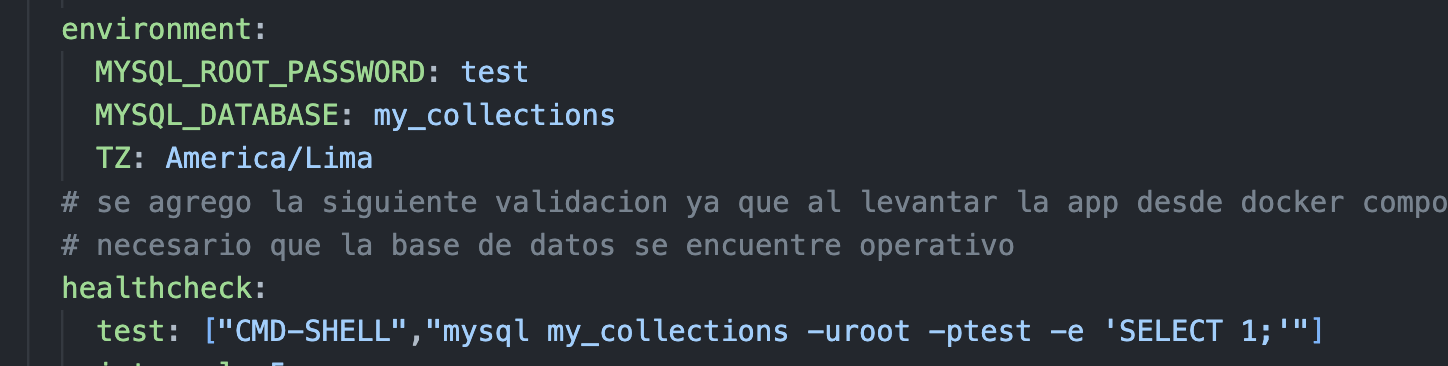 environment:
MYSQL_ROOT_PASSWORD: test
MYSQL_DATABASE: my_collections
TZ: America/Lima
# se agrego la siguiente validacion ya que al levantar la app desde docker compo
# necesario que la base de datos se encuentre operativo
healthcheck:
test: ["CMD-SHELL","mysql my_collections -uroot -ptest -e 'SELECT 1;'"]